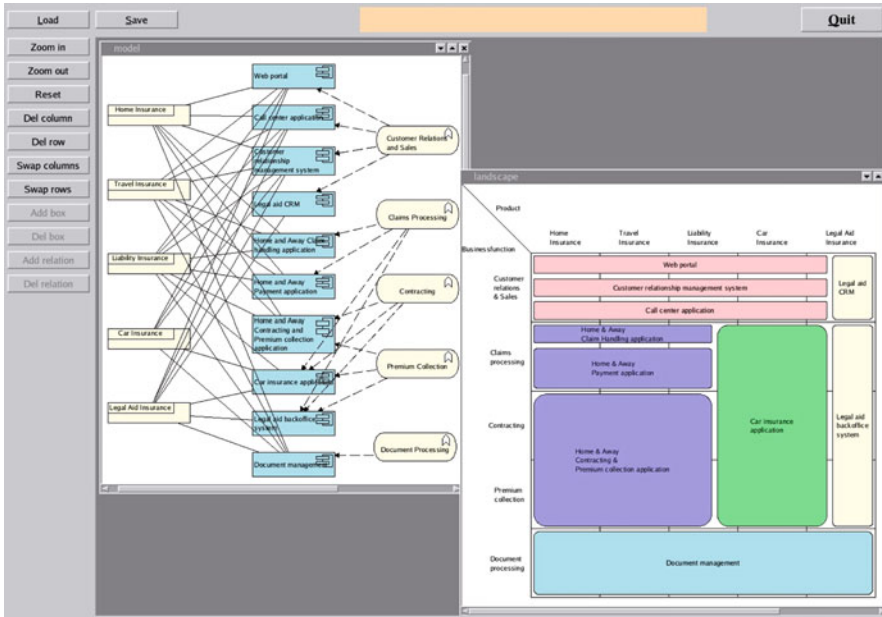 Load
Save
Quit
Zoom in
Zoom out
Reset
Del column
Del row
Swap columns
Swap rows
Add box
Del box
Add relation
Del relation
model
Home Insurance
Travel Insurance
Liability Insurance
Car Insurance
Legal Aid Insurance
Web portal
Call center application
Customer
relationship
management system
Legal aid CRM
Home and Away Claim
handling application
Home and Away
Payment application
Home and Away
Contracting and
Premium collection
application
Car insurance application
Legal aid backoffice
system
Document management
Customer Relations
and Sales
Claims Processing
Contracting
Premium Collection
Document Processing
landscape
Product
Businessfunction
Home
Insurance
Travel
Insurance
Liability
Insurance
Car
Insurance
Legal Aid
Insurance
Customer
relations
& Sales
Web portal
Customer relationship management system
Call center application
Legal aid
CRM
Claims
processing
Home & Away
Claim Handling application
Home & Away
Payment application
Contracting
Home & Away
Contracting &
Premium collection application
Car insurance
application
Legal aid
backoffice
system
Premium
collection
Document
processing
Document management